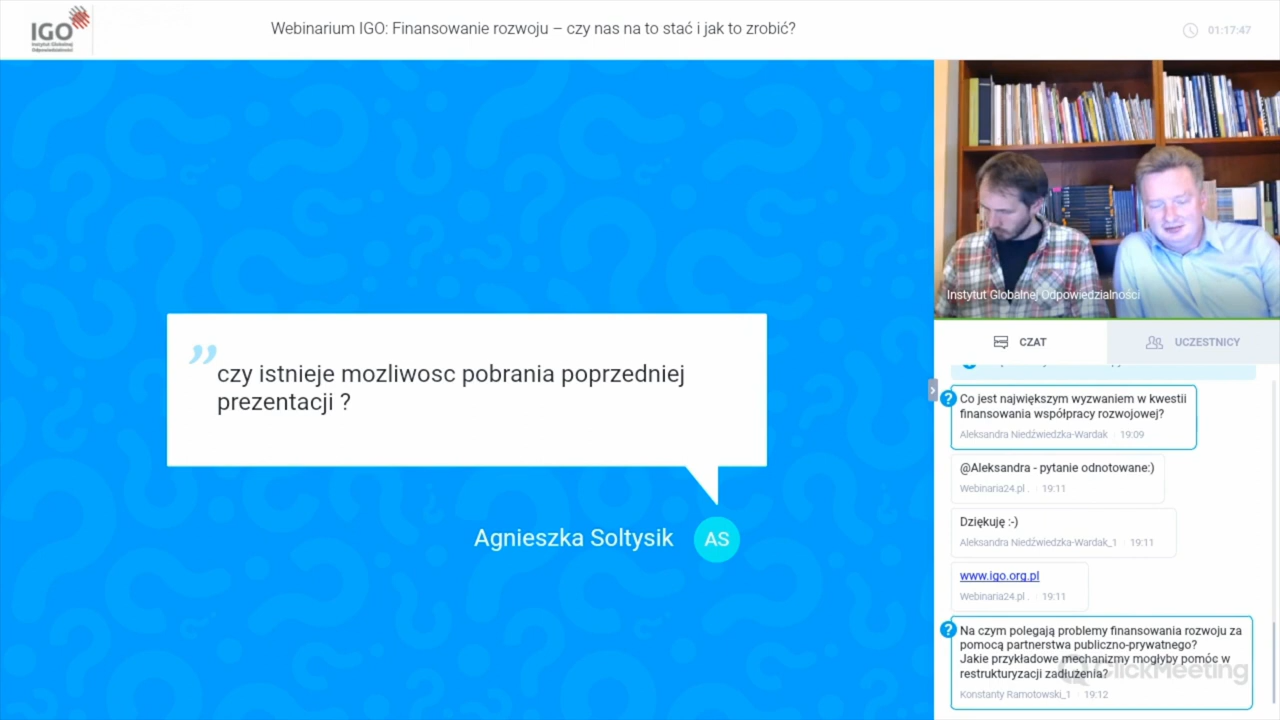 IGO
Instytut Globalnej
Odpowiedzialności
Webinarium IGO: Finansowanie rozwoju – czy nas na to stać i jak to zrobić?
01:17:47
czy istnieje mozliwosc pobrania poprzedniej
prezentacji ?
Agnieszka Soltysik
AS
Instytut Globalnej Odpowiedzialności
CZAT
UCZESTNICY
Co jest największym wyzwaniem w kwestii
finansowania współpracy rozwojowej?
Aleksandra Niedźwiedzka-Wardak 19:09
@Aleksandra - pytanie odnotowane:)
Webinaria24.pl . 19:11
Dziękuję :-)
Aleksandra Niedźwiedzka-Wardak_1 19:11
www.igo.org.pl
Webinaria24.pl . 19:11
Na czym polegają problemy finansowania rozwoju za
pomocą partnerstwa publiczno-prywatnego?
Jakie przykładowe mechanizmy mogłyby pomóc w
restrukturyzacji zadłużenia?
ClickMeeting
Konstanty Ramotowski_1 19:12